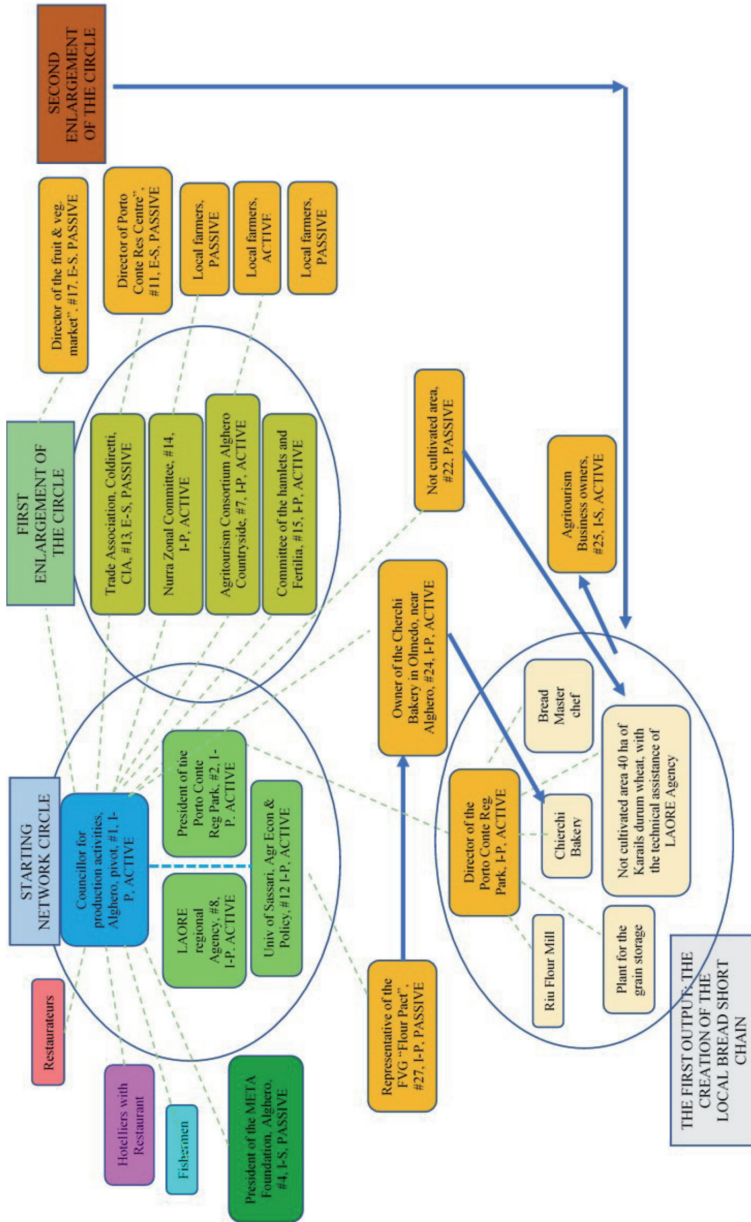 STARTING
NETWORK CIRCLE
FIRST
ENLARGEMENT OF
THE CIRCLE
SECOND
ENLARGEMENT
OF THE CIRCLE
Restaurateurs
Hotelliers with
Restaurant
Fishermen
President of the META
Foundation, Alghero,
#4, I-S, PASSIVE
Councillor for
production activities,
Alghero, pivot, #1, I-
P, ACTIVE
LAORE
regional
Agency, #8,
I-P, ACTIVE
President of the
Porto Conte
Reg Park, #2, I-
P. ACTIVE
Univ of Sassari, Agr Econ &
Policy, #12 I-P, ACTIVE
Trade Association, Coldiretti,
CIA, #13, E-S, PASSIVE
Nurra Zonal Committee, #14,
I-P, ACTIVE
Agritourism Consortium Alghero
Countryside, #7, I-P, ACTIVE
Committee of the hamlets and
Fertilia, #15, I-P, ACTIVE
Director of the fruit & veg.
market”. #17. E-S, PASSIVE
Director of Porto
Conte Res Centre”,
#11, E-S, PASSIVE
Local farmers,
PASSIVE
Local farmers,
ACTIVE
Local farmers,
PASSIVE
Representative of the
FVG “Flour Pact”,
#27, I-P, PASSIVE
Owner of the Cherchi
Bakery in Olmedo, near
Alghero, #24, I-P, ACTIVE
Not cultivated area,
#22. PASSIVE
Director of the
Porto Conte Reg.
Park, I-P, ACTIVE
Riu Flour Mill
Chierchi
Bakery
Bread
Master
chef
Plant for the
grain storage
Not cultivated area 40 ha of
Karails durum wheat, with
the technical assistance of
LAORE Agency
Agritourism
Business owners,
#25, I-S, ACTIVE
THE FIRST OUTPUT: THE
CREATION OF THE
LOCAL BREAD SHORT
CHAIN